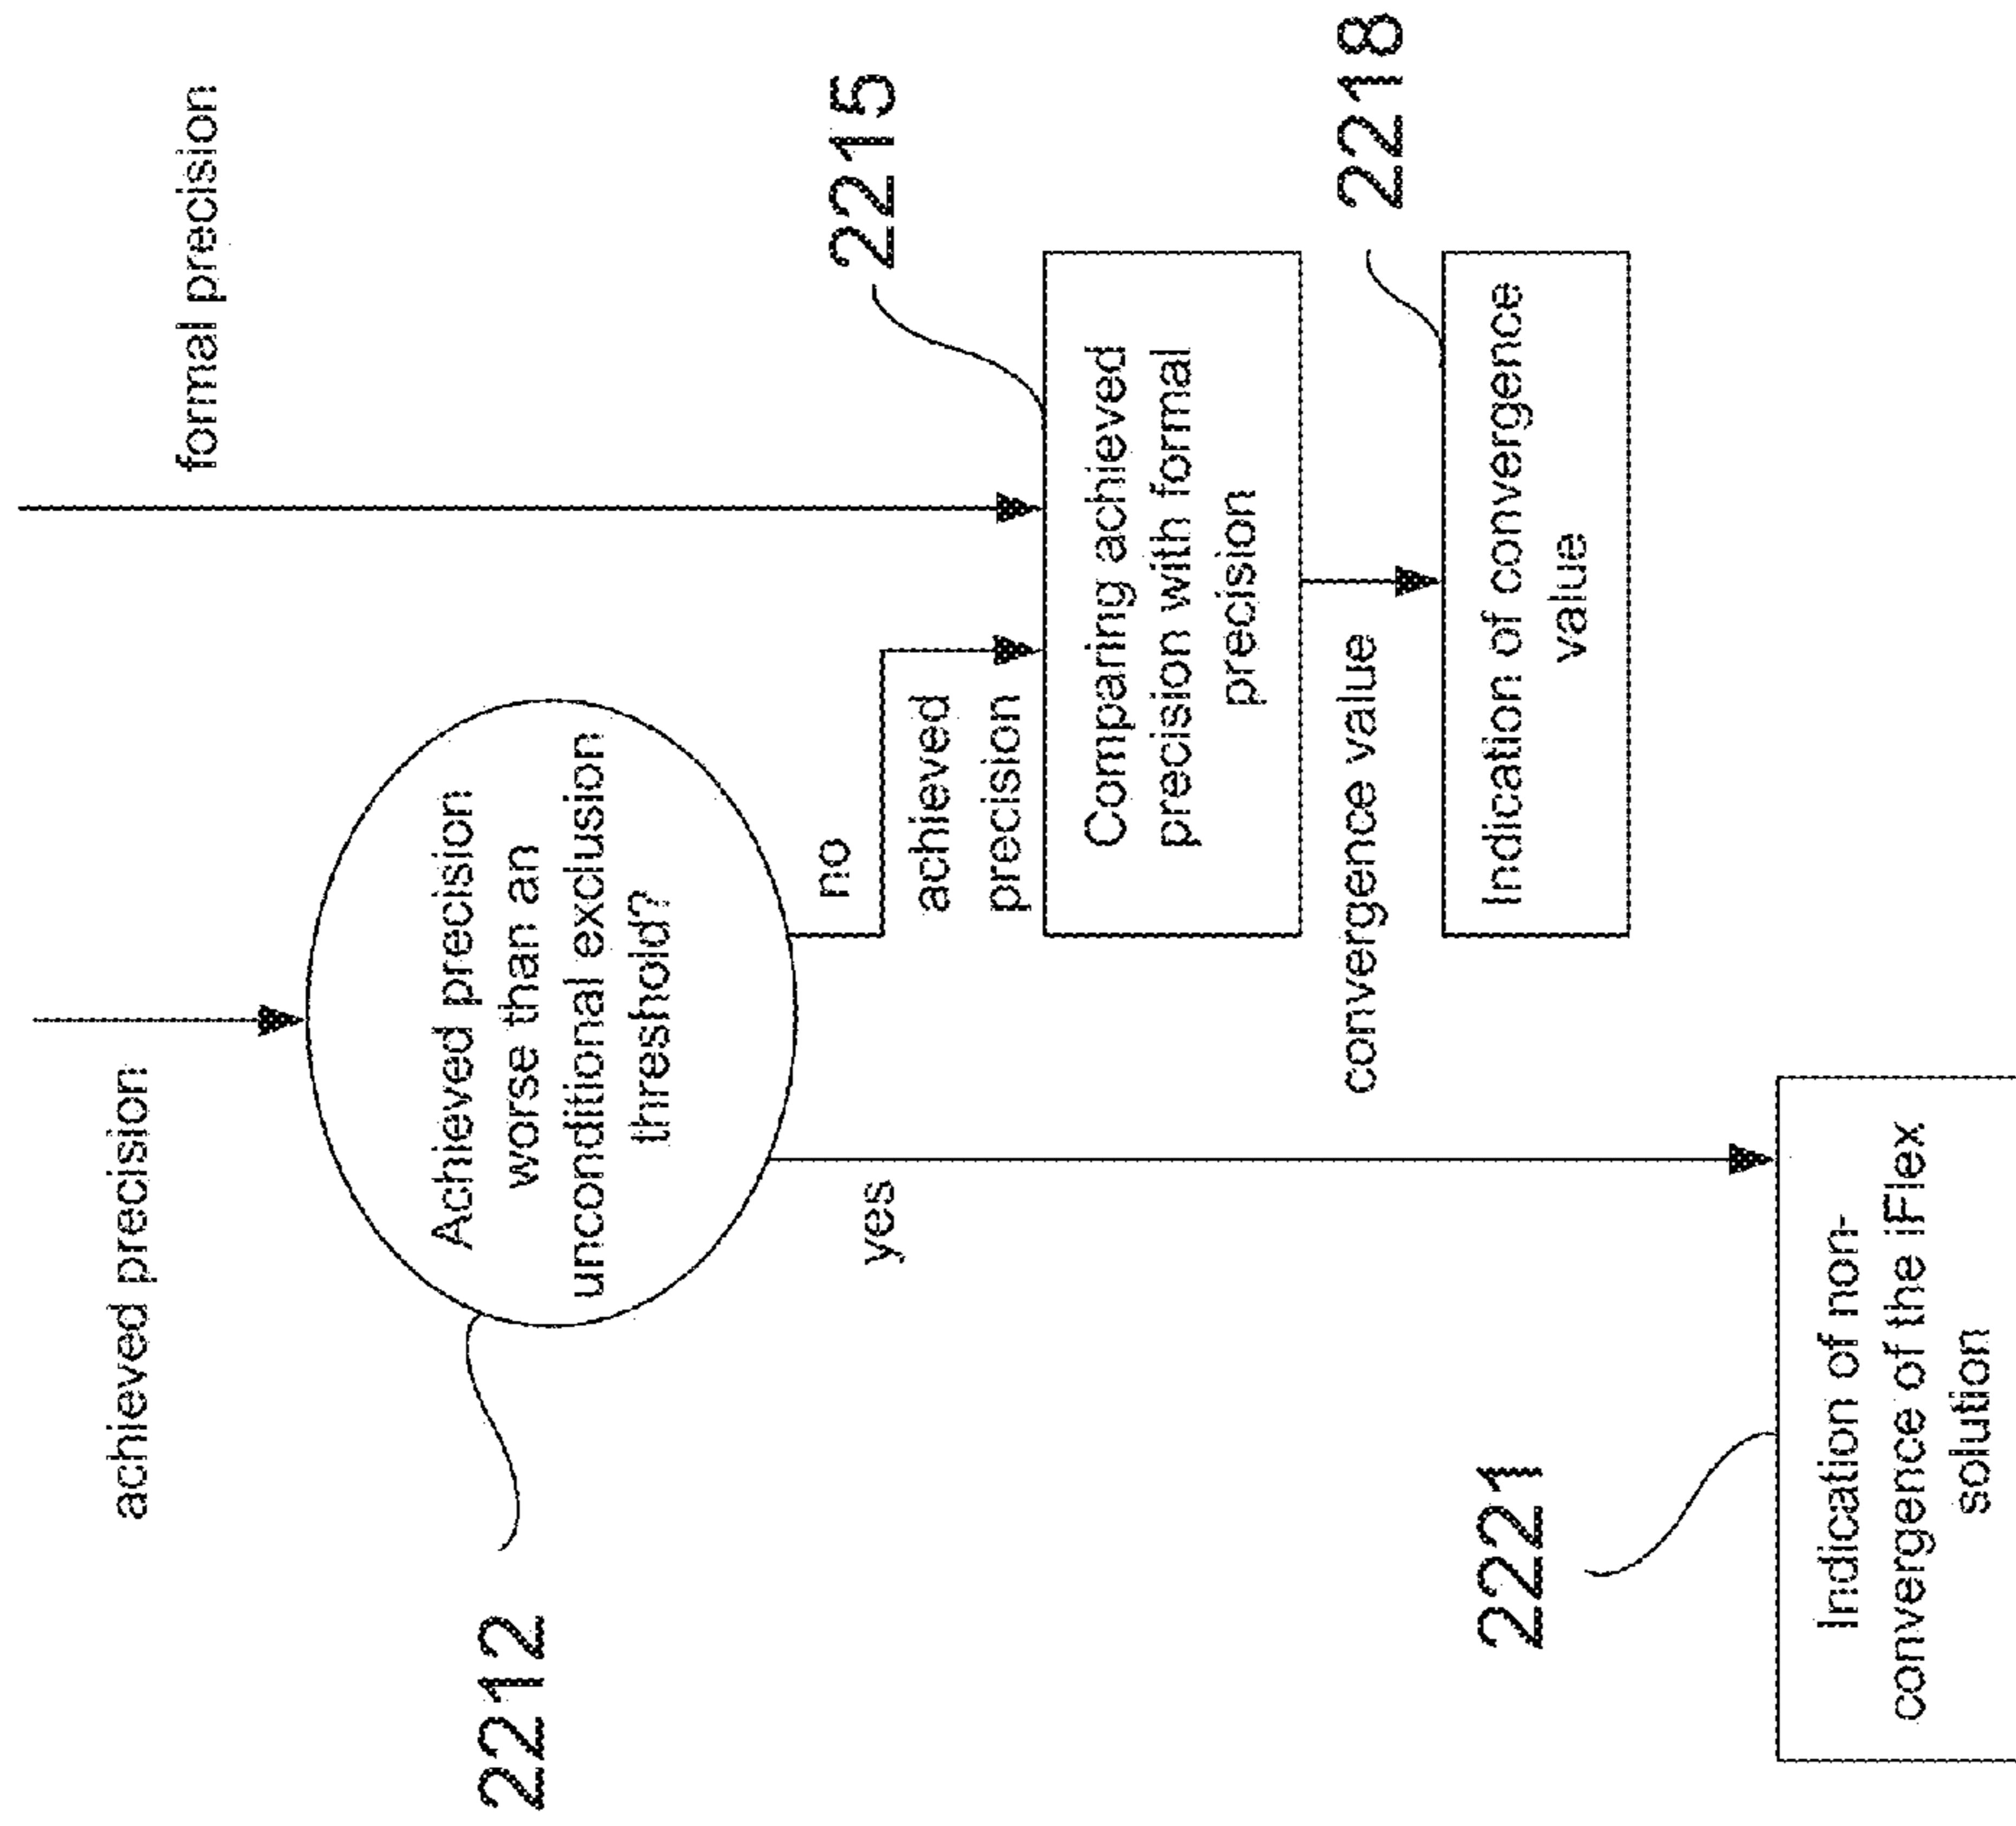 achieved precision
formal precision
2212
Achieved precision
worse than an
unconditional exclusion
threshold?
yes
no
achieved
precision
2215
Comparing achieved
precision with formal
precision
convergence value
2218
Indication of convergence
value
2221
Indication of non-
convergence of the iFlex
solution